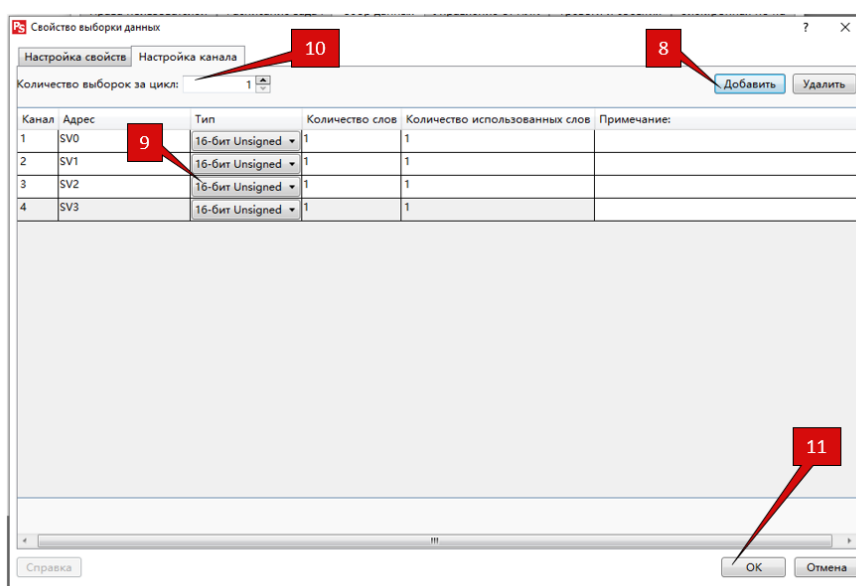 PS Свойство выборки данных ? ×
Настройка свойств Настройка канала
10
8
Количество выборок за цикл: 1 Добавить Удалить
Канал Адрес Тип Количество слов Количество использованных слов Примечание:
1 SV0 16-бит Unsigned 1 1
9
2 SV1 16-бит Unsigned 1 1
3 SV2 16-бит Unsigned 1 1
4 SV3 16-бит Unsigned 1 1
11
Справка OK Отмена